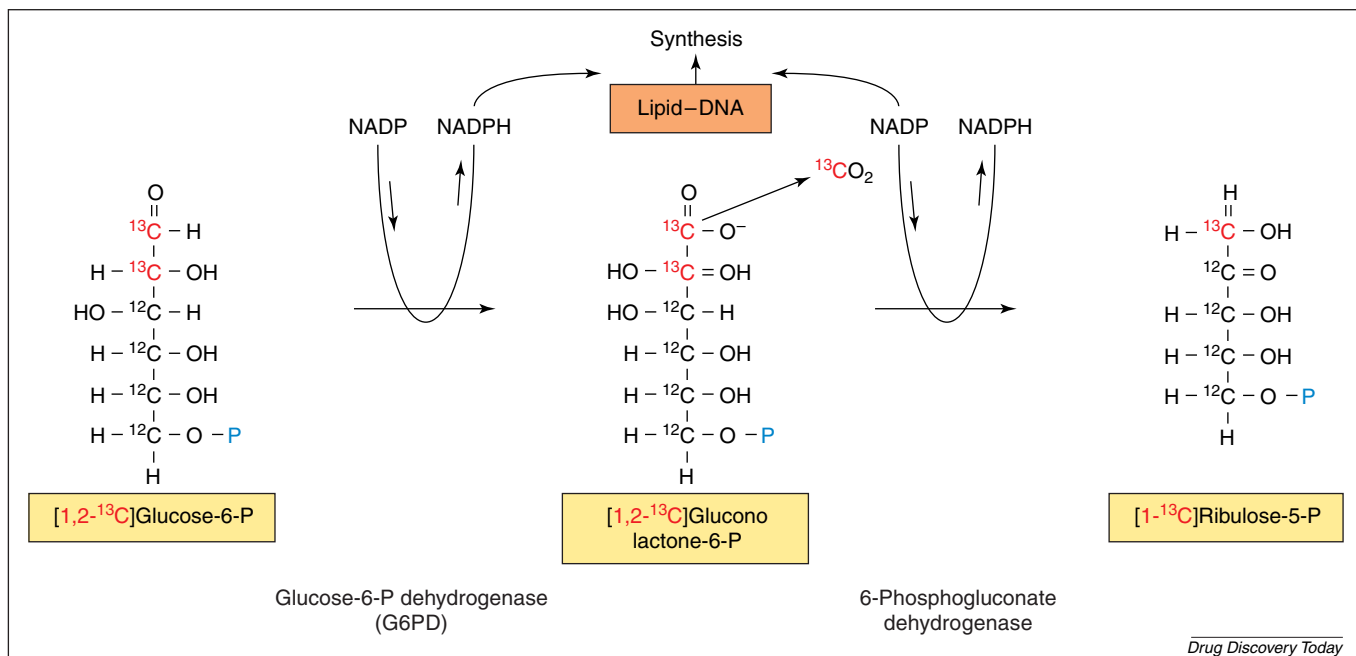 Synthesis
Lipid–DNA
NADP NADPH
NADP NADPH
¹³CO₂
O
¹³C – H
H – ¹³C – OH
HO – ¹²C – H
H – ¹²C – OH
H – ¹²C – OH
H – ¹²C – O – P
H
[1,2-¹³C]Glucose-6-P
O
¹³C – O⁻
HO – ¹³C = OH
HO – ¹²C – H
H – ¹²C – OH
H – ¹²C – OH
H – ¹²C – O – P
H
[1,2-¹³C]Glucono
lactone-6-P
H
H – ¹³C – OH
¹²C = O
H – ¹²C – OH
H – ¹²C – OH
H – ¹²C – O – P
H
[1-¹³C]Ribulose-5-P
Glucose-6-P dehydrogenase
(G6PD)
6-Phosphogluconate
dehydrogenase
Drug Discovery Today